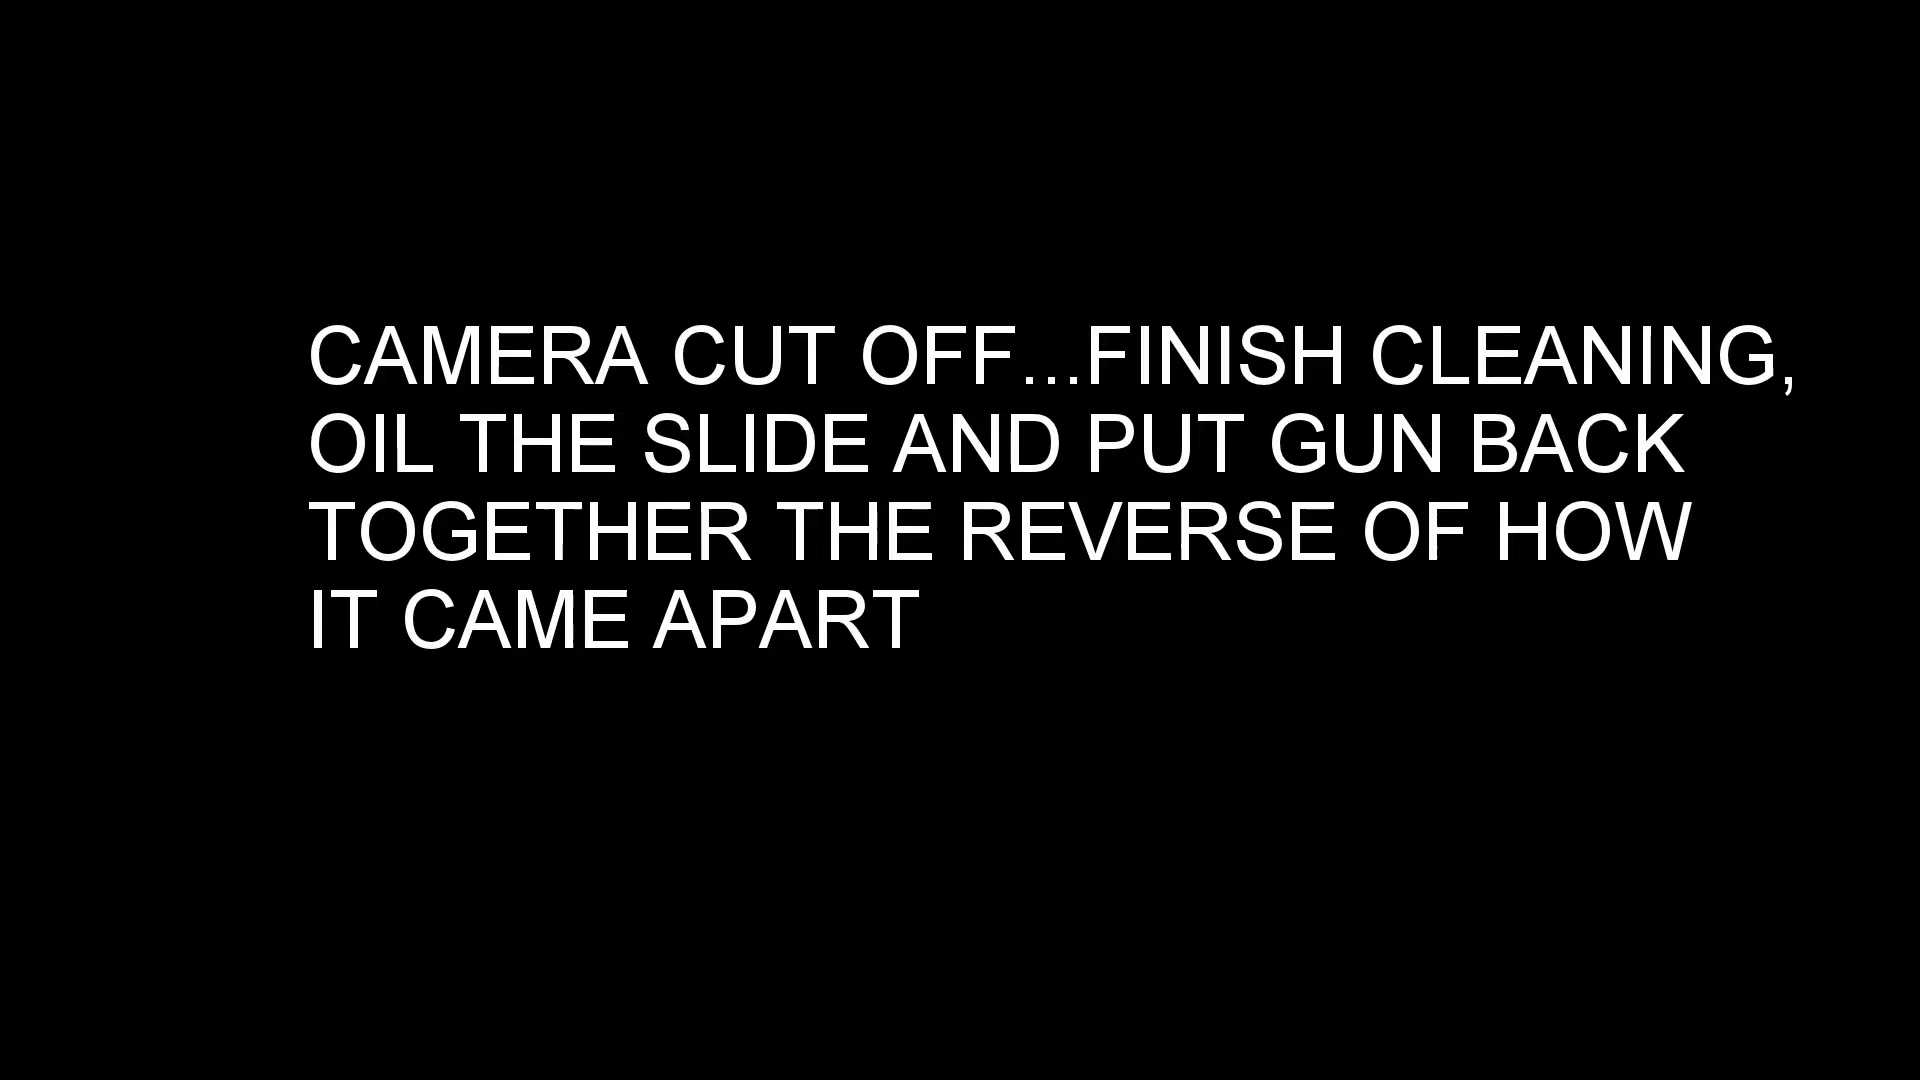 CAMERA CUT OFF...FINISH CLEANING,
OIL THE SLIDE AND PUT GUN BACK
TOGETHER THE REVERSE OF HOW
IT CAME APART